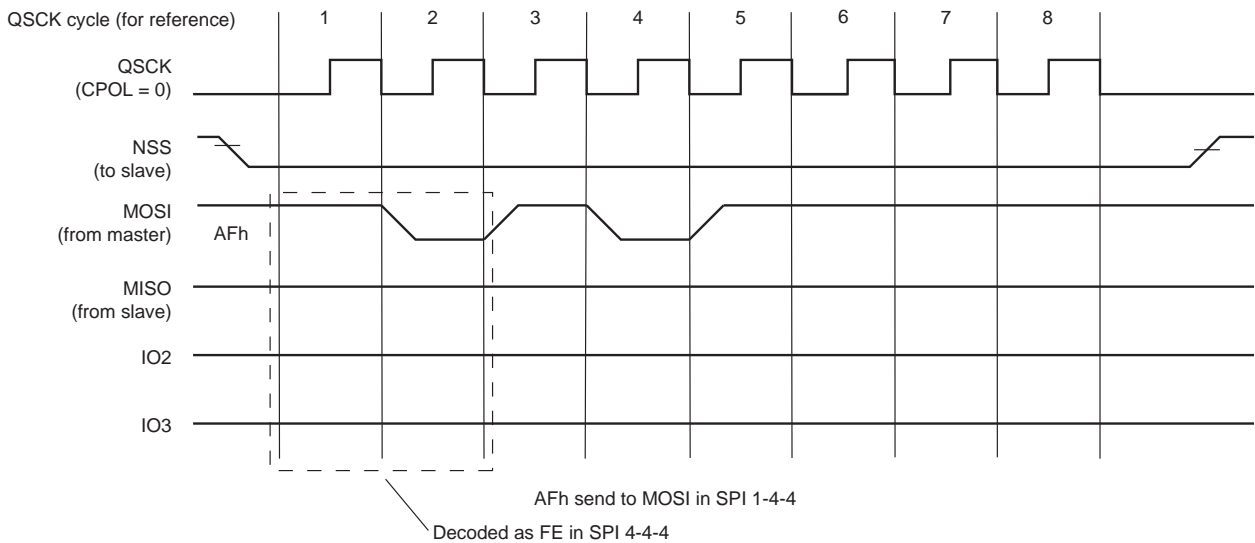 QSCK cycle (for reference) 1 2 3 4 5 6 7 8
QSCK
(CPOL = 0)
NSS
(to slave)
MOSI
(from master)
AFh
MISO
(from slave)
IO2
IO3
AFh send to MOSI in SPI 1-4-4
Decoded as FE in SPI 4-4-4